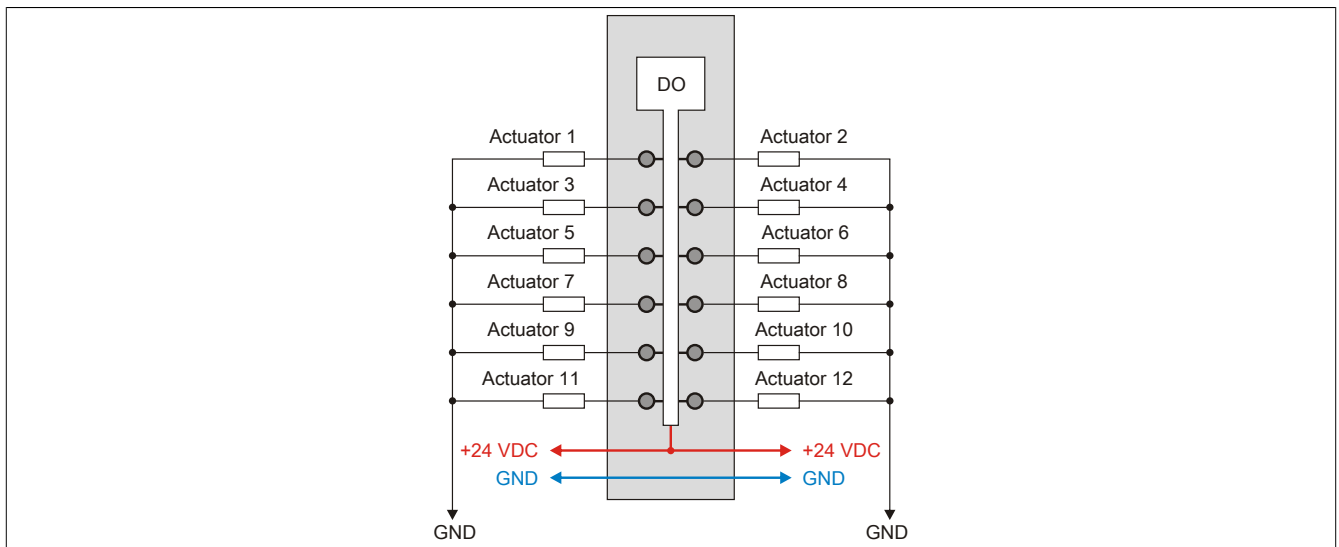 DO
Actuator 1 Actuator 2
Actuator 3 Actuator 4
Actuator 5 Actuator 6
Actuator 7 Actuator 8
Actuator 9 Actuator 10
Actuator 11 Actuator 12
+24 VDC +24 VDC
GND GND
GND GND